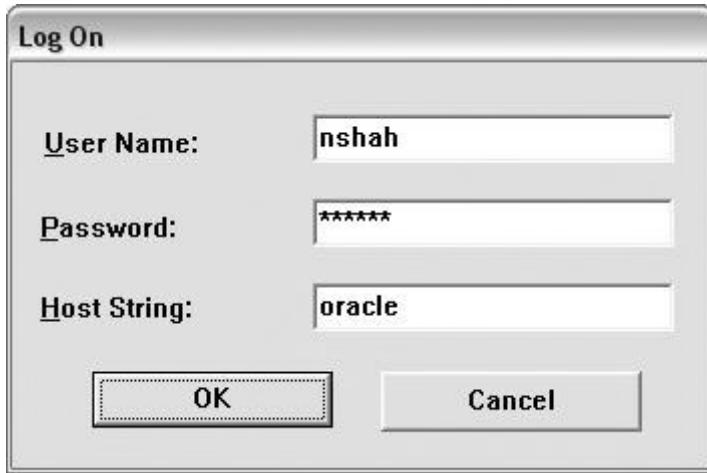 Log On
User Name: nshah
Password: ******
Host String: oracle
OK Cancel